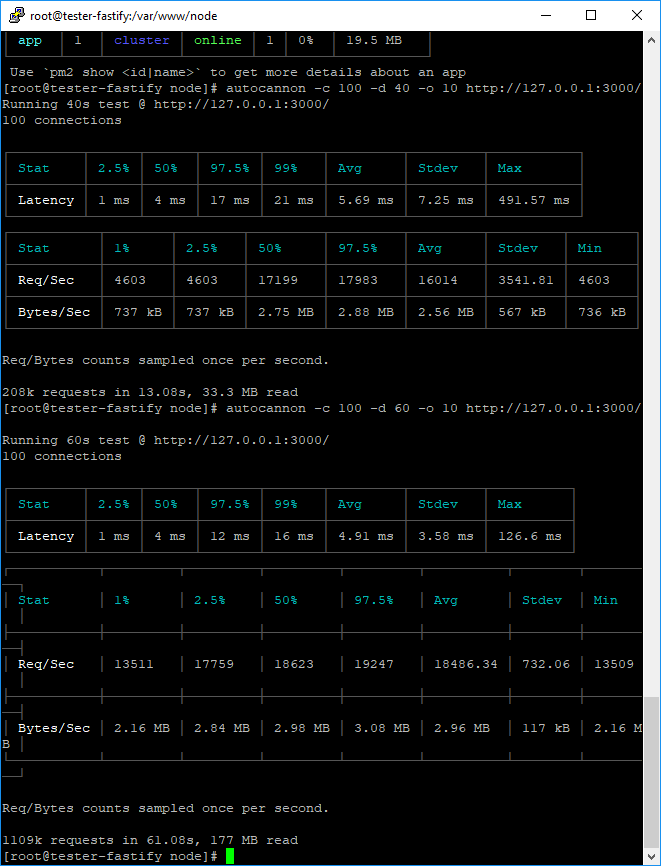 root@tester-fastify:/var/www/node
app 1 cluster online 1 0% 19.5 MB
Use `pm2 show <id|name>` to get more details about an app
[root@tester-fastify node]# autocannon -c 100 -d 40 -o 10 http://127.0.0.1:3000/
Running 40s test @ http://127.0.0.1:3000/
100 connections
Stat 2.5% 50% 97.5% 99% Avg Stdev Max
Latency 1 ms 4 ms 17 ms 21 ms 5.69 ms 7.25 ms 491.57 ms
Stat 1% 2.5% 50% 97.5% Avg Stdev Min
Req/Sec 4603 4603 17199 17983 16014 3541.81 4603
Bytes/Sec 737 kB 737 kB 2.75 MB 2.88 MB 2.56 MB 567 kB 736 kB
Req/Bytes counts sampled once per second.
208k requests in 13.08s, 33.3 MB read
[root@tester-fastify node]# autocannon -c 100 -d 60 -o 10 http://127.0.0.1:3000/
Running 60s test @ http://127.0.0.1:3000/
100 connections
Stat 2.5% 50% 97.5% 99% Avg Stdev Max
Latency 1 ms 4 ms 12 ms 16 ms 4.91 ms 3.58 ms 126.6 ms
Stat 1% 2.5% 50% 97.5% Avg Stdev Min
Req/Sec 13511 17759 18623 19247 18486.34 732.06 13509
Bytes/Sec 2.16 MB 2.84 MB 2.98 MB 3.08 MB 2.96 MB 117 kB 2.16 M
B
Req/Bytes counts sampled once per second.
1109k requests in 61.08s, 177 MB read
[root@tester-fastify node]#